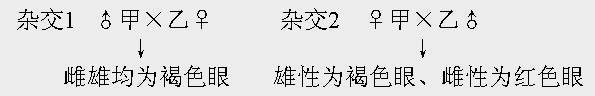 杂交1 ♂甲×乙♀ 杂交2 ♀甲×乙♂
↓ ↓
雌雄均为褐色眼 雄性为褐色眼、雌性为红色眼